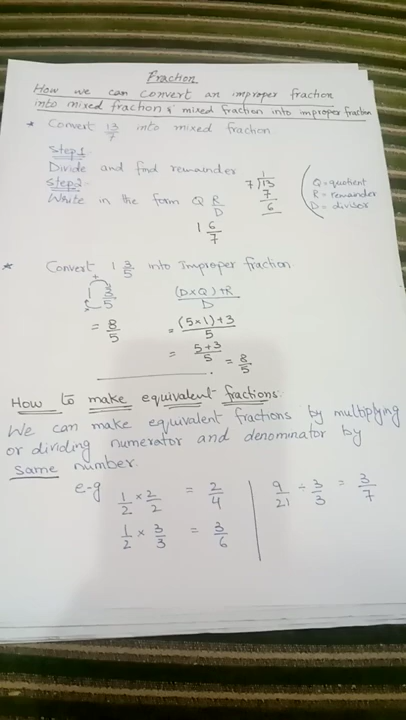 Fraction
How we can convert an improper fraction
into mixed fraction & mixed fraction into improper fraction
* Convert 13/7 into mixed fraction.
Step1
Divide and find remainder
1
7√13
7
6
Q=quotient
R=remainder
D=divisor
Step2
Write in the form Q R/D
1 6/7
* Convert 1 3/5 into Improper fraction
1 3/5
+
×
(D×Q)+R/D
= 8/5
= (5×1)+3/5
= 5+3/5 = 8/5
How to make equivalent fractions:
We can make equivalent fractions by multiplying
or dividing numerator and denominator by
same number.
e-g 1/2 × 2/2 = 2/4
1/2 × 3/3 = 3/6
9/21 ÷ 3/3 = 3/7